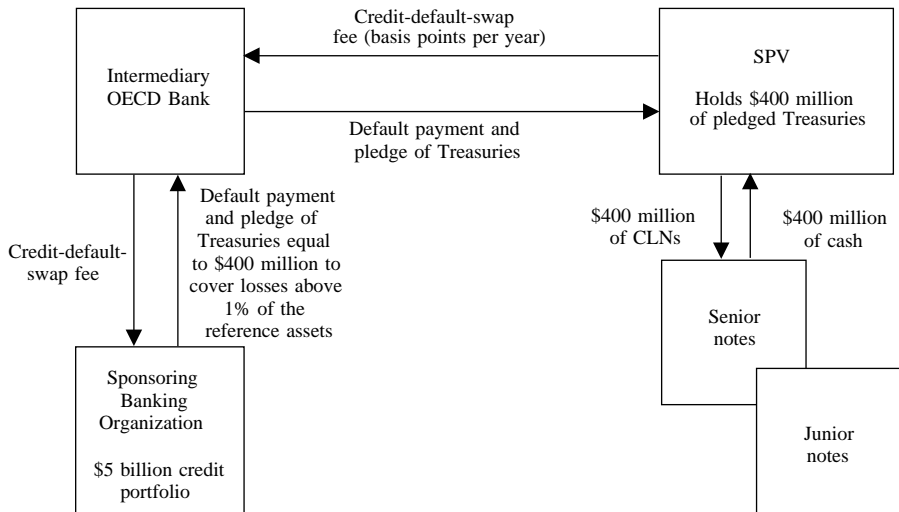 Credit-default-swap
fee (basis points per year)
Intermediary
OECD Bank
SPV
Holds $400 million
of pledged Treasuries
Default payment and
pledge of Treasuries
Credit-default-
swap fee
Default payment
and pledge of
Treasuries equal
to $400 million to
cover losses above
1% of the
reference assets
$400 million
of CLNs
$400 million
of cash
Senior
notes
Junior
notes
Sponsoring
Banking
Organization
$5 billion credit
portfolio